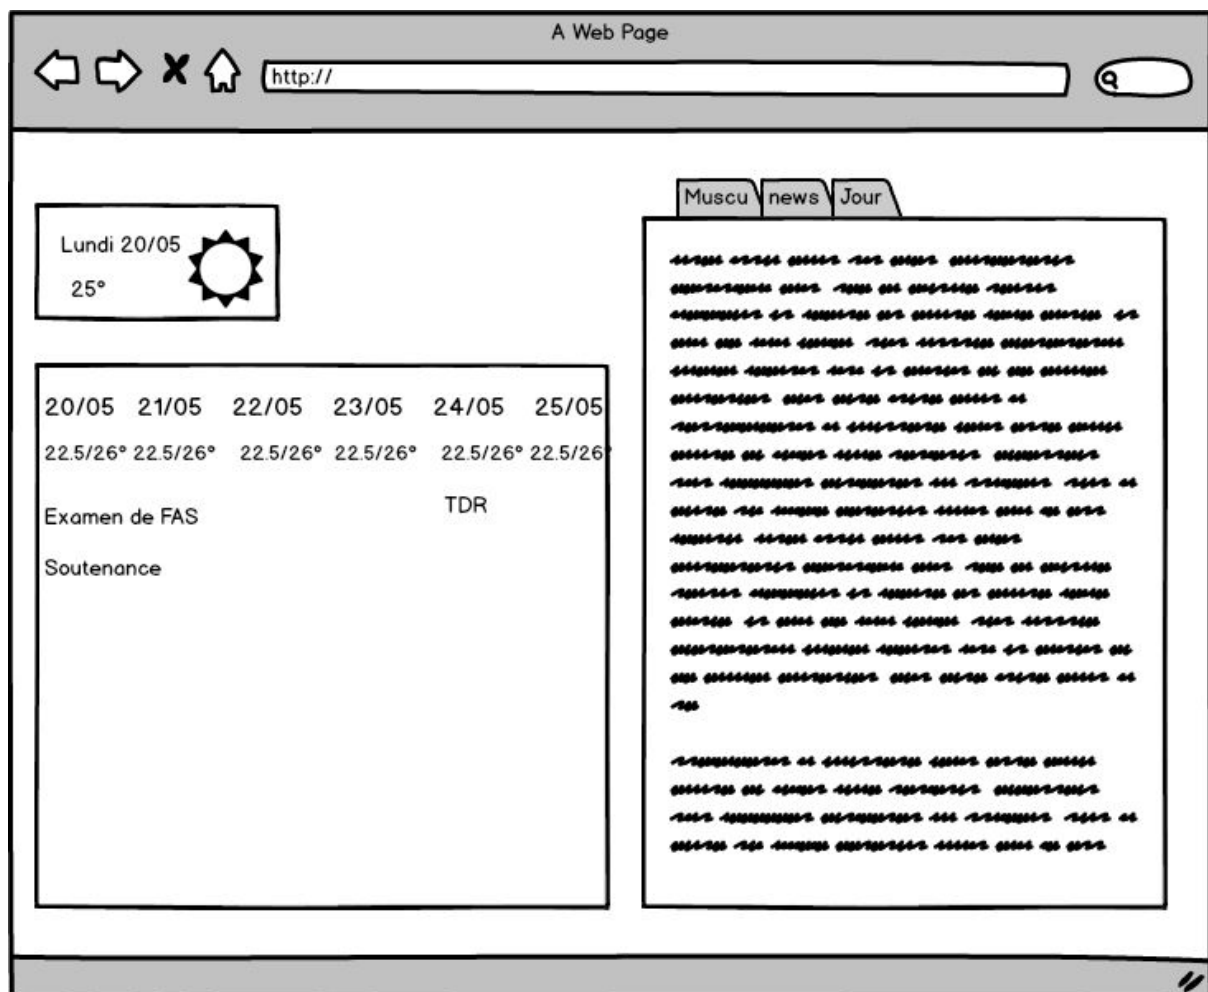 A Web Page
http://
Lundi 20/05
25°
20/05 21/05 22/05 23/05 24/05 25/05
22.5/26° 22.5/26° 22.5/26° 22.5/26° 22.5/26° 22.5/26°
Examen de FAS
TDR
Soutenance
Muscu news Jour